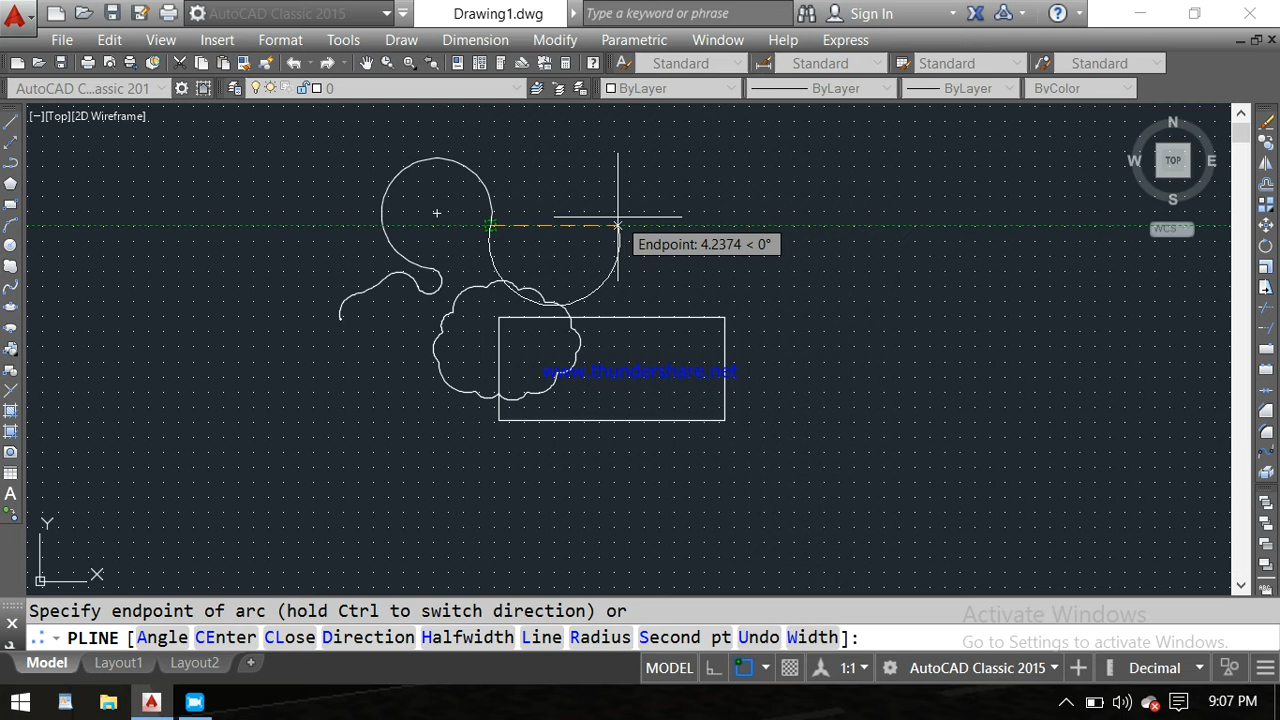 AutoCAD Classic 2015
Drawing1.dwg
Type a keyword or phrase
Sign In
File Edit View Insert Format Tools Draw Dimension Modify Parametric Window Help Express
Standard Standard Standard Standard
AutoCAD C...assic 201 0 ByLayer ByLayer ByLayer ByColor
[−][Top][2D Wireframe]
N
W TOP E
S
WCS
Endpoint: 4.2374 < 0°
www.thundershare.net
Y
X
Specify endpoint of arc (hold Ctrl to switch direction) or
PLINE [Angle CEnter CLose Direction Halfwidth Line Radius Second pt Undo Width]:
Activate Windows
Go to Settings to activate Windows.
Model Layout1 Layout2 MODEL 1:1 AutoCAD Classic 2015 Decimal
9:07 PM